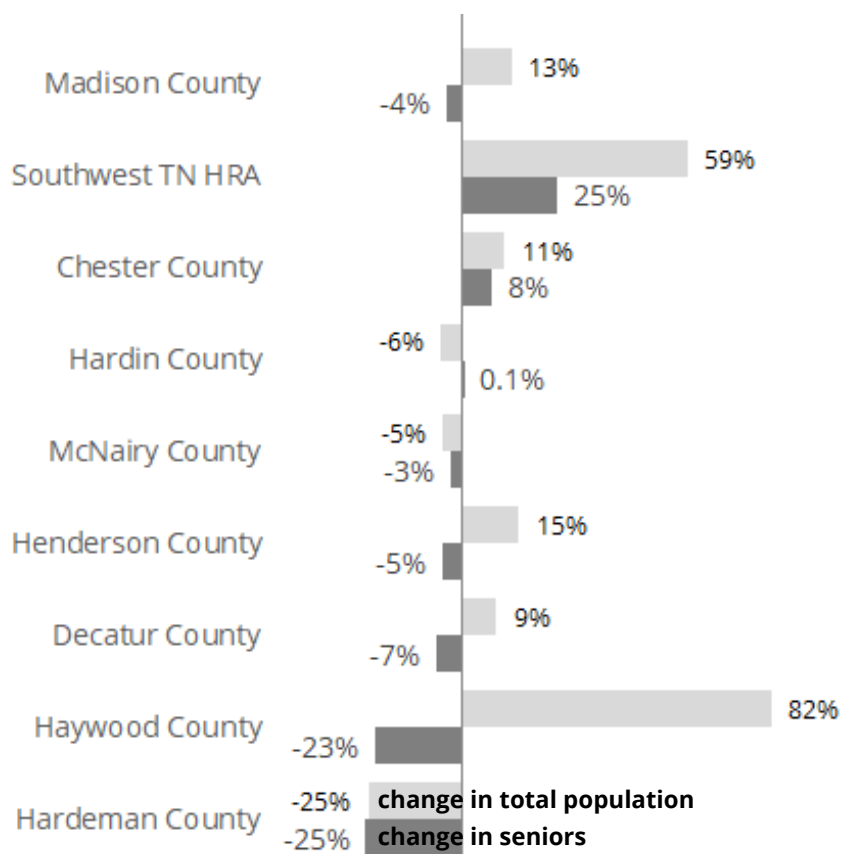 Madison County
13%
-4%
Southwest TN HRA
59%
25%
Chester County
11%
8%
Hardin County
-6%
0.1%
McNairy County
-5%
-3%
Henderson County
15%
-5%
Decatur County
9%
-7%
Haywood County
82%
-23%
Hardeman County
-25% change in total population
-25% change in seniors